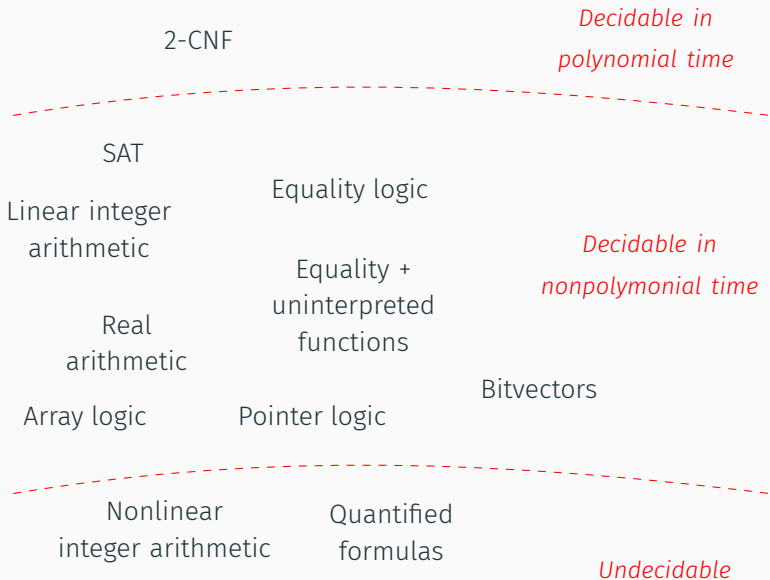 2-CNF
Decidable in
polynomial time
SAT
Equality logic
Linear integer
arithmetic
Decidable in
nonpolymonial time
Equality +
uninterpreted
functions
Real
arithmetic
Bitvectors
Array logic
Pointer logic
Nonlinear
integer arithmetic
Quantified
formulas
Undecidable